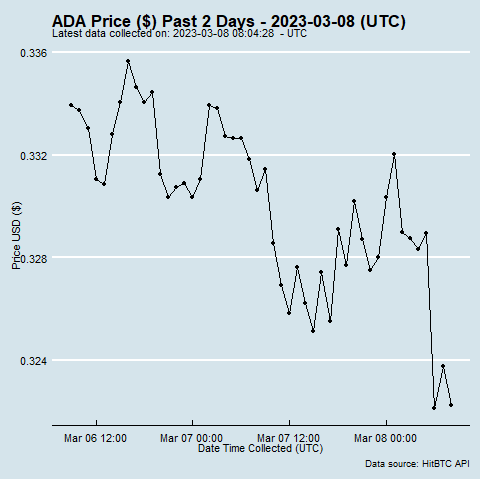 ADA Price ($) Past 2 Days - 2023-03-08 (UTC)
Latest data collected on: 2023-03-08 08:04:28  - UTC
0.336
0.332
0.328
0.324
Price USD ($)
Mar 06 12:00 Mar 07 00:00 Mar 07 12:00 Mar 08 00:00
Date Time Collected (UTC)
Data source: HitBTC API